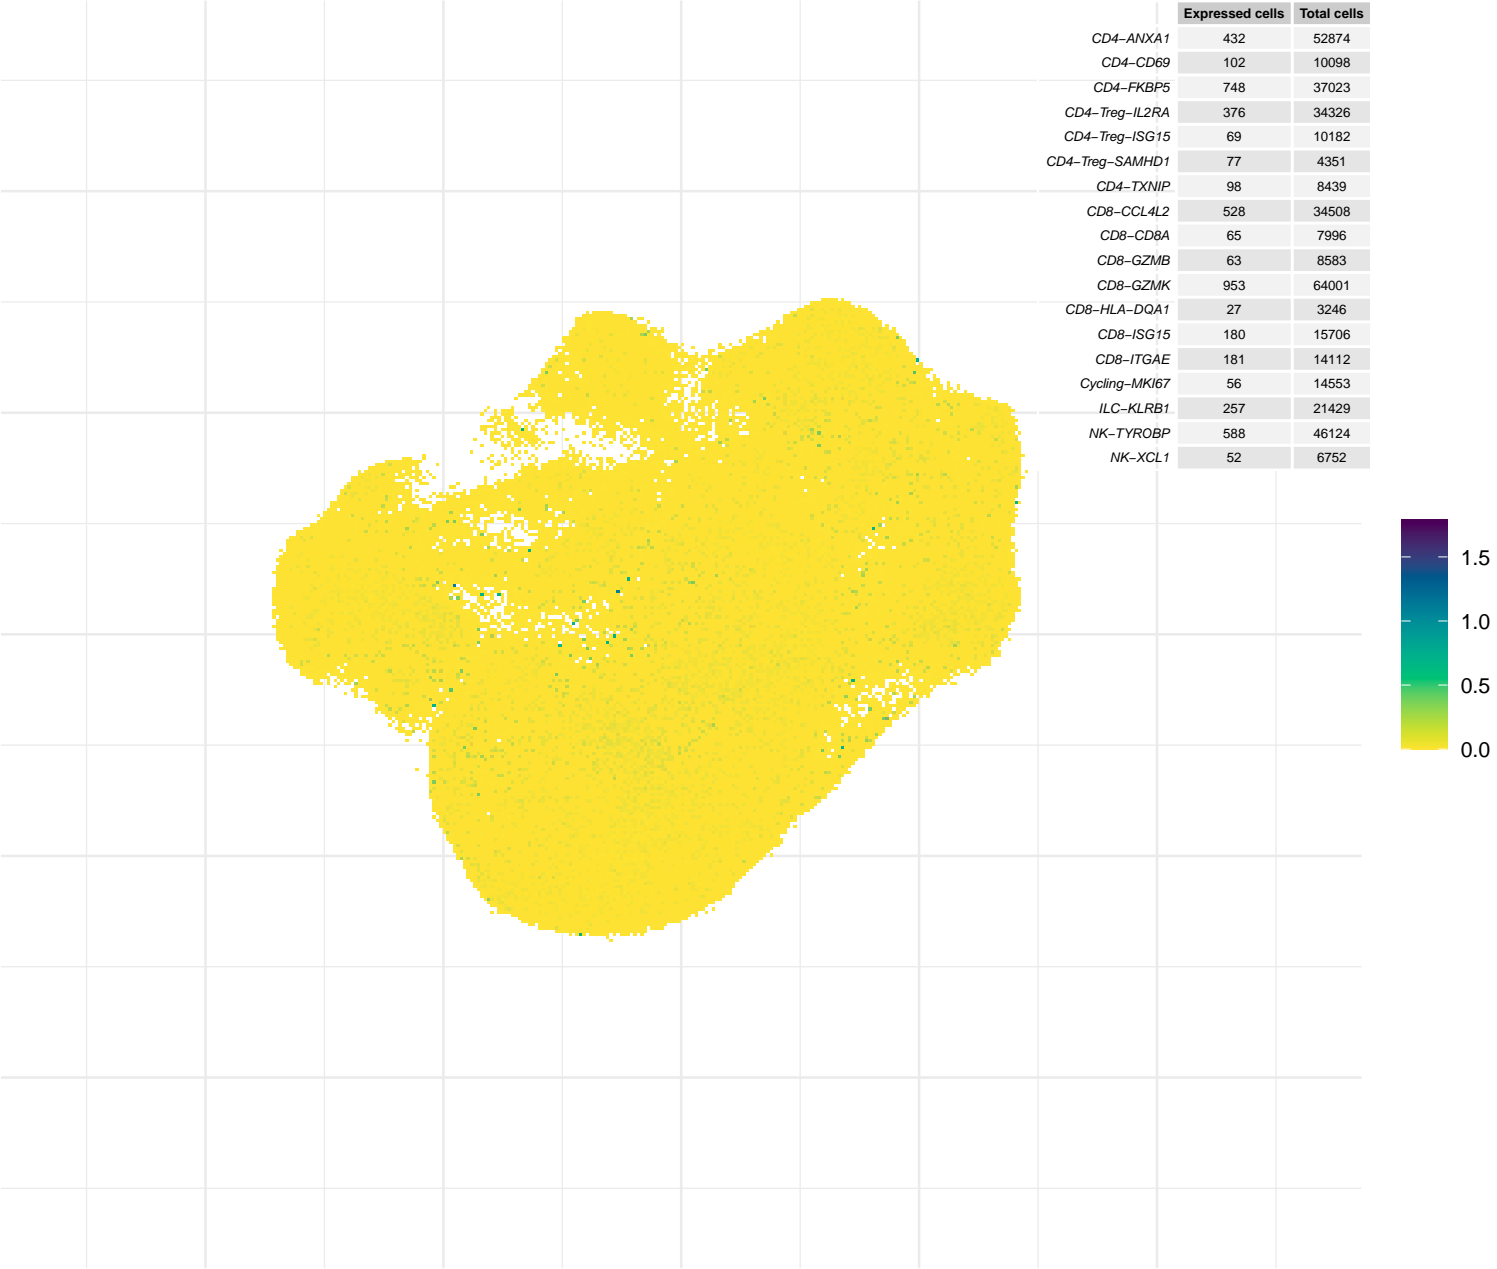 Expressed cells Total cells
CD4−ANXA1 432 52874
CD4−CD69 102 10098
CD4−FKBP5 748 37023
CD4−Treg−IL2RA 376 34326
CD4−Treg−ISG15 69 10182
CD4−Treg−SAMHD1 77 4351
CD4−TXNIP 98 8439
CD8−CCL4L2 528 34508
CD8−CD8A 65 7996
CD8−GZMB 63 8583
CD8−GZMK 953 64001
CD8−HLA−DQA1 27 3246
CD8−ISG15 180 15706
CD8−ITGAE 181 14112
Cycling−MKI67 56 14553
ILC−KLRB1 257 21429
NK−TYROBP 588 46124
NK−XCL1 52 6752
1.5
1.0
0.5
0.0